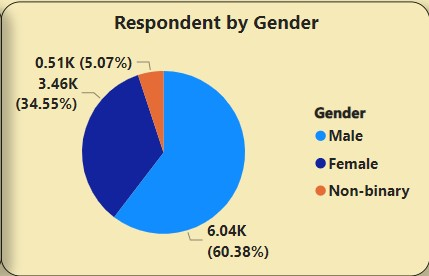 Respondent by Gender
0.51K (5.07%)
3.46K
(34.55%)
Gender
Male
Female
Non-binary
6.04K
(60.38%)